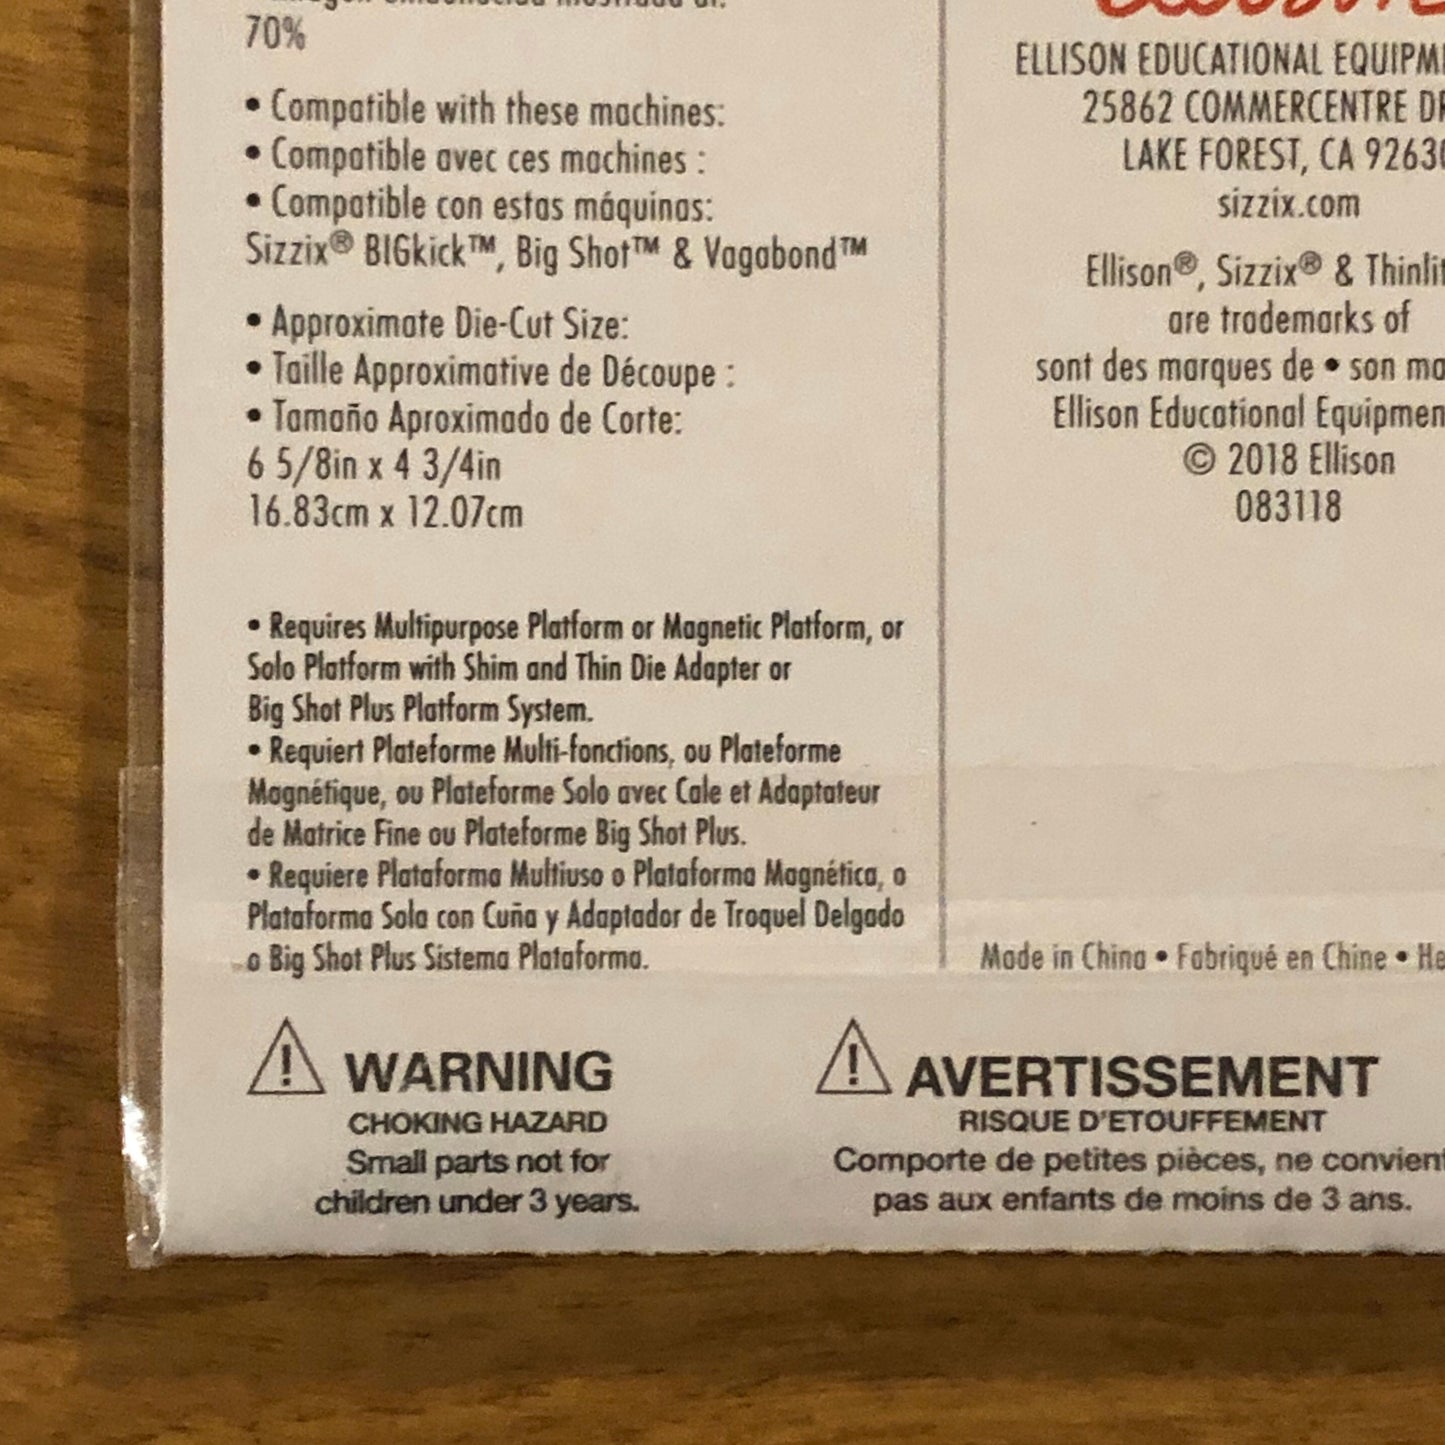 70%
• Compatible with these machines:
• Compatible avec ces machines :
• Compatible con estas máquinas:
Sizzix® BIGkick™, Big Shot™ & Vagabond™
• Approximate Die-Cut Size:
• Taille Approximative de Découpe :
• Tamaño Aproximado de Corte:
6 5/8in x 4 3/4in
16.83cm x 12.07cm
• Requires Multipurpose Platform or Magnetic Platform, or
Solo Platform with Shim and Thin Die Adapter or
Big Shot Plus Platform System.
• Requiert Plateforme Multi-fonctions, ou Plateforme
Magnétique, ou Plateforme Solo avec Cale et Adaptateur
de Matrice Fine ou Plateforme Big Shot Plus.
• Requiere Plataforma Multiuso o Plataforma Magnética, o
Plataforma Sola con Cuña y Adaptador de Troquel Delgado
o Big Shot Plus Sistema Plataforma.
ELLISON EDUCATIONAL
25862 COMMERCENTRE
LAKE FOREST, CA
sizzix.com
Ellison®, Sizzix® &
are trademarks of
sont des marques de • son
Ellison Educational
© 2018 Ellison
083118
Made in China • Fabriqué en Chine •
WARNING
CHOKING HAZARD
Small parts not for
children under 3 years.
AVERTISSEMENT
RISQUE D'ETOUFFEMENT
Comporte de petites pièces, ne convient
pas aux enfants de moins de 3 ans.